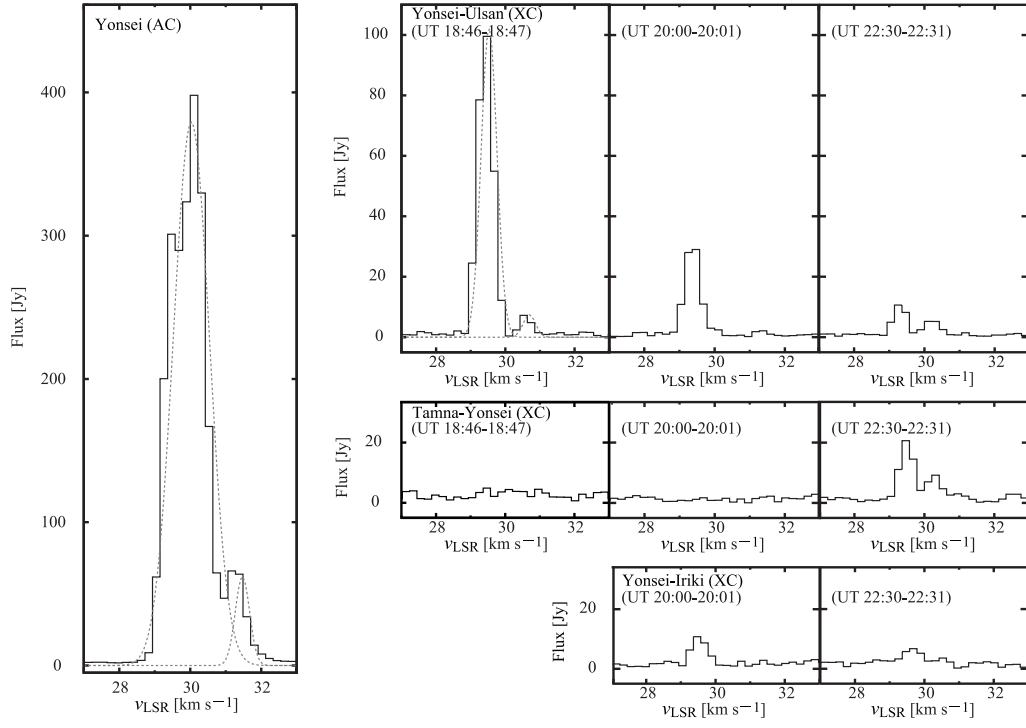 Yonsei (AC)
400
300
200
100
0
Flux [Jy]
28 30 32
vLSR [km s−1]
Yonsei-Ulsan (XC)
(UT 18:46-18:47)
(UT 20:00-20:01)
(UT 22:30-22:31)
100
80
60
40
20
0
Flux [Jy]
28 30 32
28 30 32
28 30 32
vLSR [km s−1]
vLSR [km s−1]
vLSR [km s−1]
Tamna-Yonsei (XC)
(UT 18:46-18:47)
(UT 20:00-20:01)
(UT 22:30-22:31)
20
0
Flux [Jy]
28 30 32
28 30 32
28 30 32
vLSR [km s−1]
vLSR [km s−1]
vLSR [km s−1]
Yonsei-Iriki (XC)
(UT 20:00-20:01)
(UT 22:30-22:31)
20
0
Flux [Jy]
28 30 32
28 30 32
vLSR [km s−1]
vLSR [km s−1]